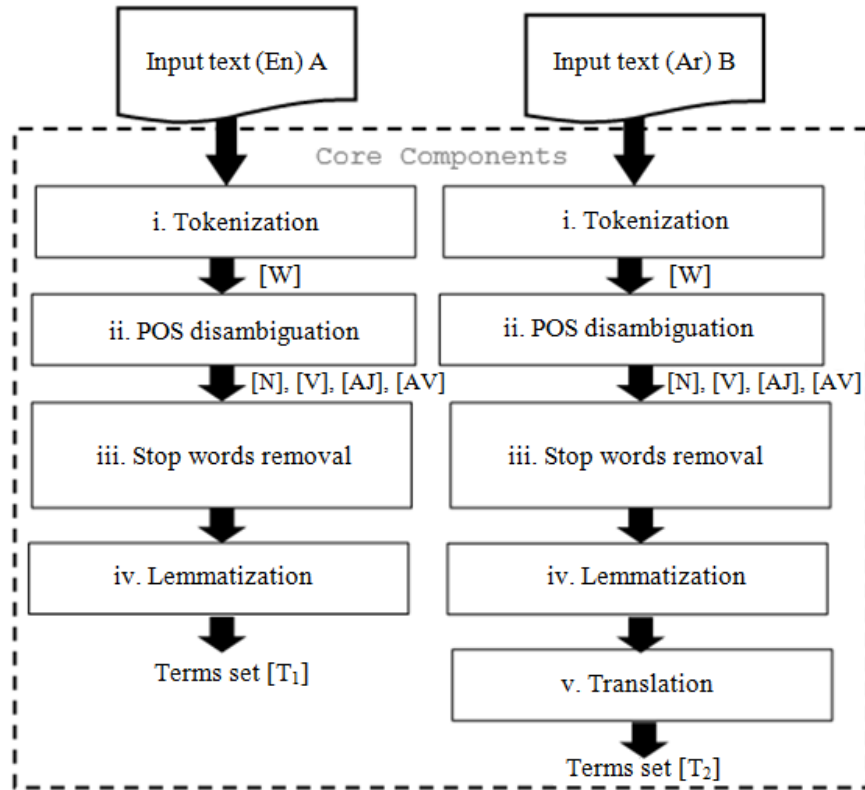 Input text (En) A
Input text (Ar) B
Core Components
i. Tokenization
[W]
ii. POS disambiguation
[N], [V], [AJ], [AV]
iii. Stop words removal
iv. Lemmatization
Terms set [T₁]
i. Tokenization
[W]
ii. POS disambiguation
[N], [V], [AJ], [AV]
iii. Stop words removal
iv. Lemmatization
v. Translation
Terms set [T₂]